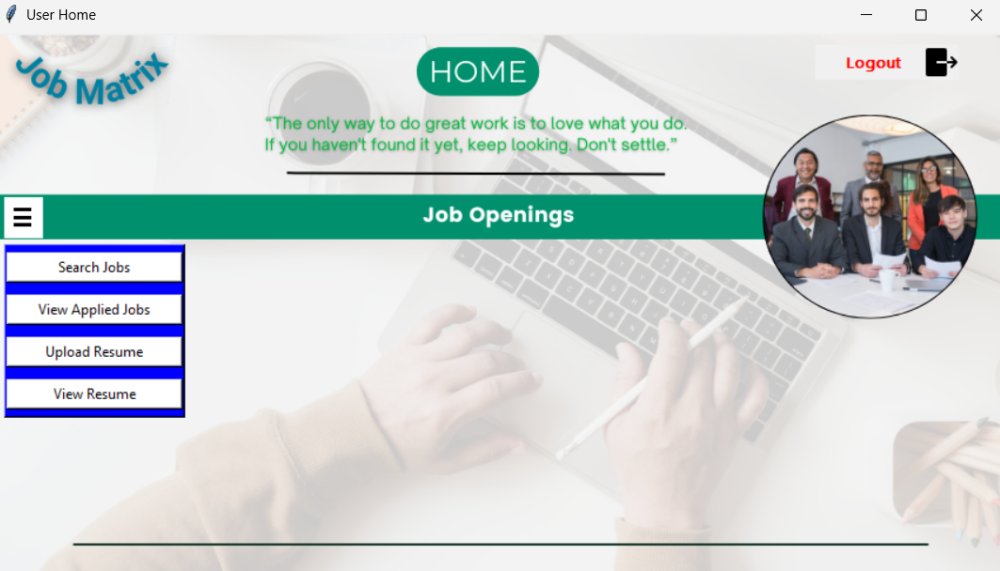 User Home
Job Matrix
HOME
Logout
“The only way to do great work is to love what you do.
If you haven't found it yet, keep looking. Don't settle.”
Job Openings
Search Jobs
View Applied Jobs
Upload Resume
View Resume